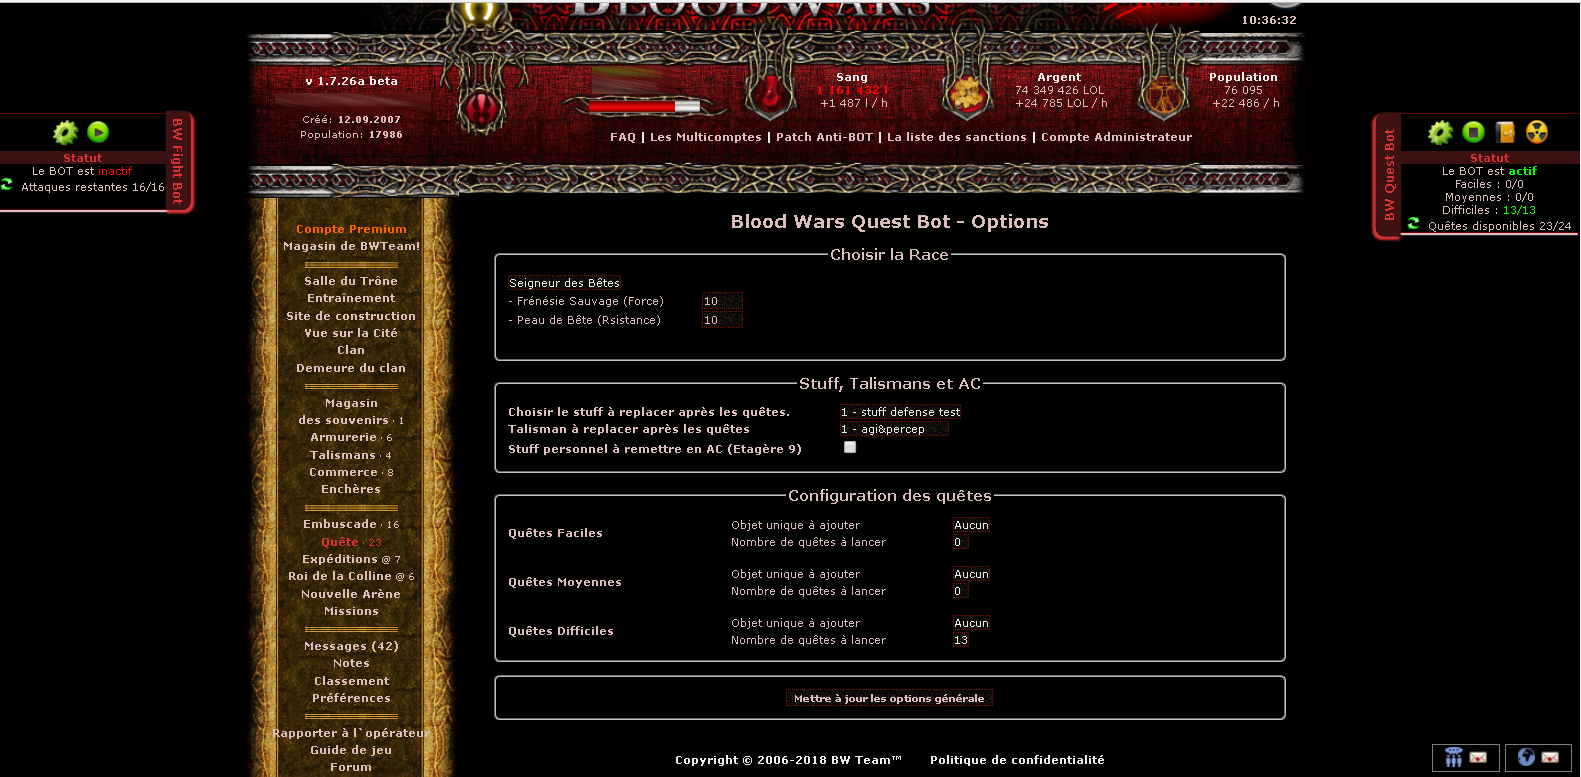 BLOOD WARS
10:36:32
v 1.7.26a beta
Créé: 12.09.2007
Population: 17986
Sang
1 161 432 l
+1 487 l / h
Argent
74 349 426 LOL
+24 785 LOL / h
Population
76 095
+22 486 / h
FAQ | Les Multicomptes | Patch Anti-BOT | La liste des sanctions | Compte Administrateur
BW Fight Bot
Statut
Le BOT est inactif
Attaques restantes 16/16
BW Quest Bot
Statut
Le BOT est actif
Faciles : 0/0
Moyennes : 0/0
Difficiles : 13/13
Quêtes disponibles 23/24
Compte Premium
Magasin de BWTeam!
Salle du Trône
Entraînement
Site de construction
Vue sur la Cité
Clan
Demeure du clan
Magasin
des souvenirs · 1
Armurerie · 6
Talismans · 4
Commerce · 8
Enchères
Embuscade · 16
Quête · 23
Expéditions @ 7
Roi de la Colline @ 6
Nouvelle Arène
Missions
Messages (42)
Notes
Classement
Préférences
Rapporter à l`opérateur
Guide de jeu
Forum
Blood Wars Quest Bot - Options
Choisir la Race
Seigneur des Bêtes
- Frénésie Sauvage (Force) 10
- Peau de Bête (Rsistance) 10
Stuff, Talismans et AC
Choisir le stuff à replacer après les quêtes. 1 - stuff defense test
Talisman à replacer après les quêtes 1 - agi&percep
Stuff personnel à remettre en AC (Etagère 9)
Configuration des quêtes
Quêtes Faciles
Objet unique à ajouter Aucun
Nombre de quêtes à lancer 0
Quêtes Moyennes
Objet unique à ajouter Aucun
Nombre de quêtes à lancer 0
Quêtes Difficiles
Objet unique à ajouter Aucun
Nombre de quêtes à lancer 13
Mettre à jour les options générale
Copyright © 2006-2018 BW Team™ Politique de confidentialité